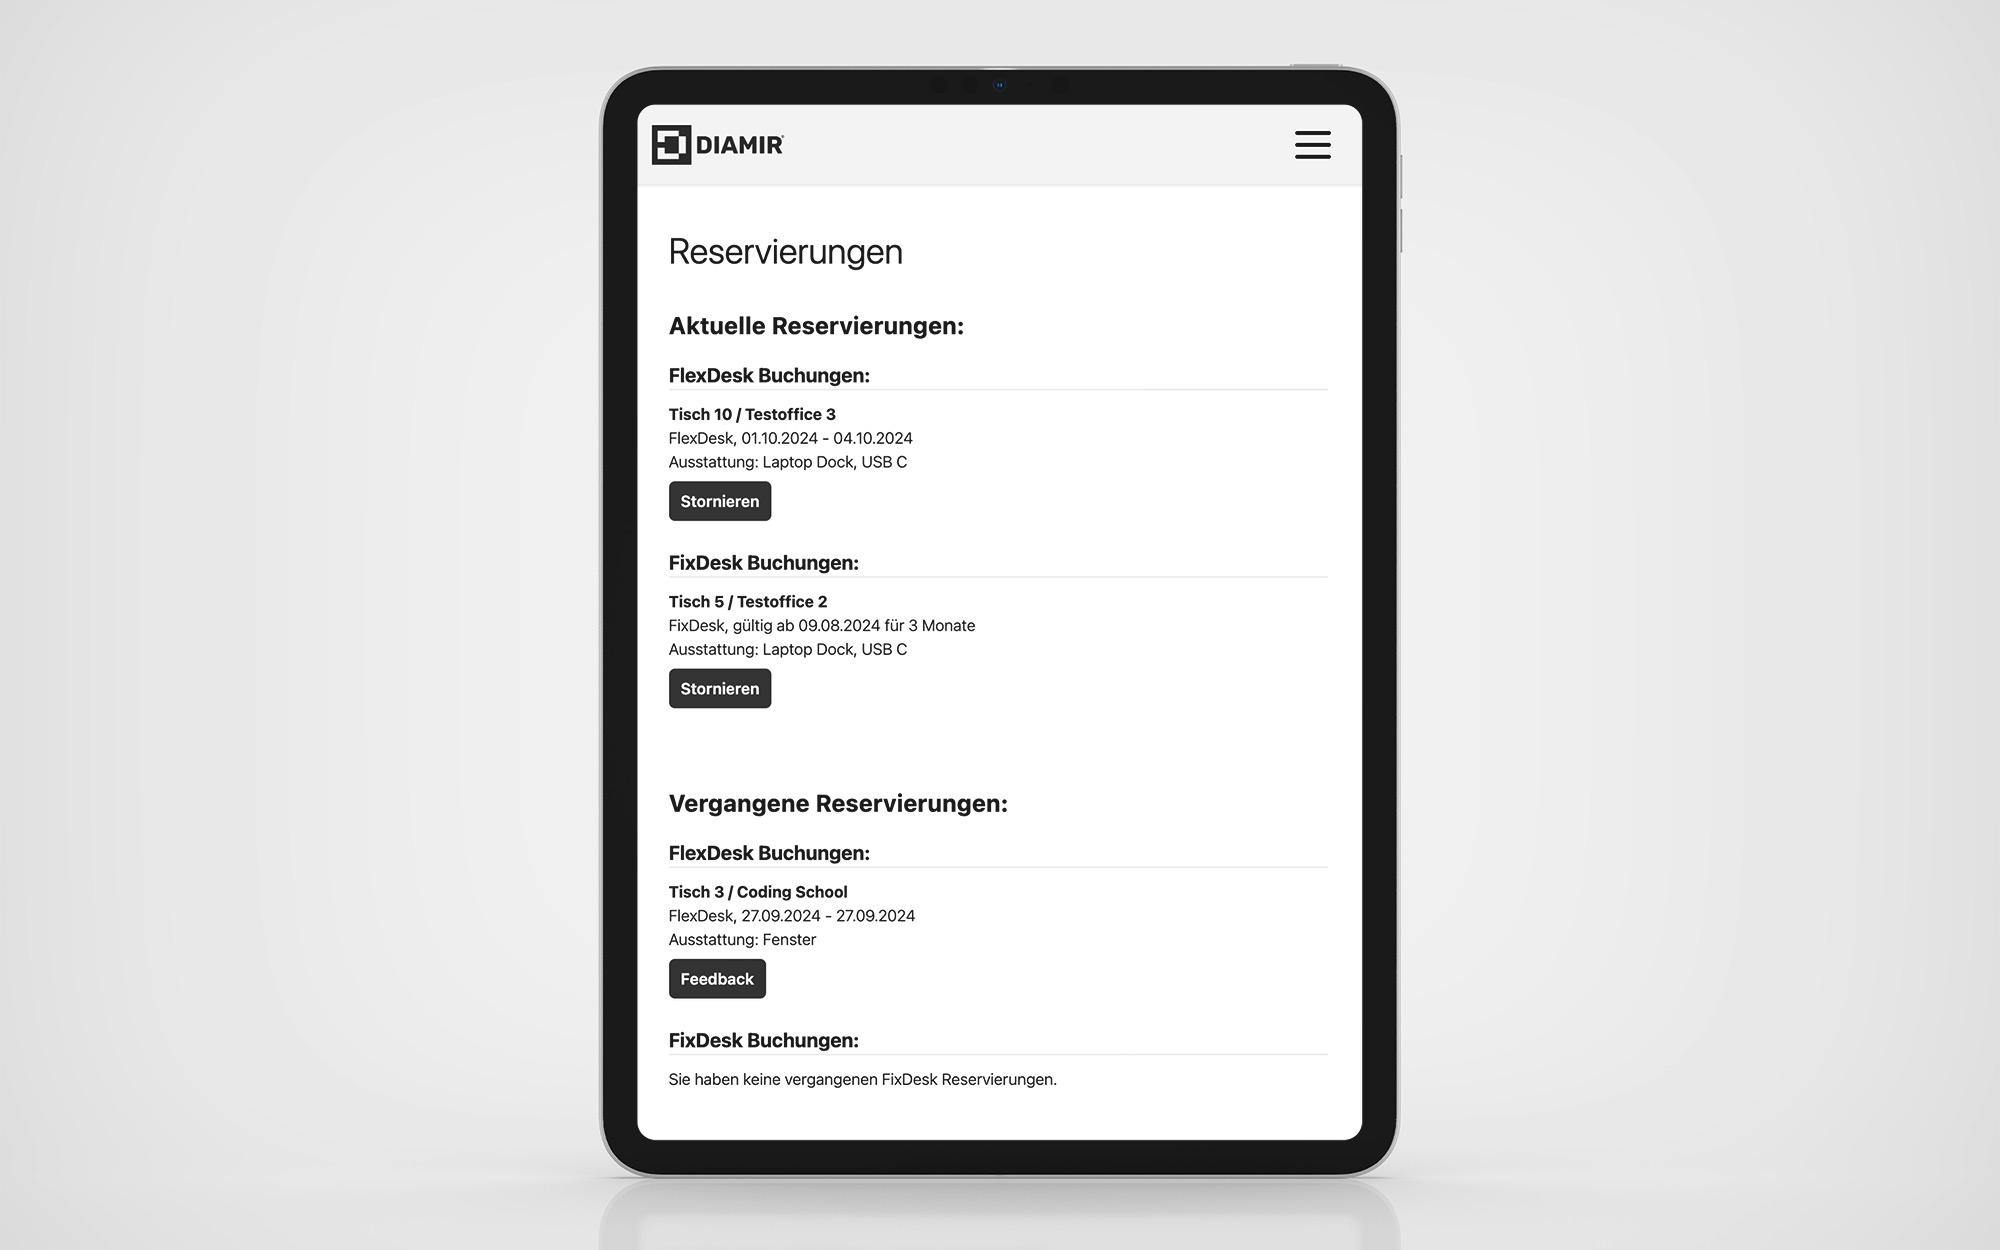 DIAMIR
Reservierungen
Aktuelle Reservierungen:
FlexDesk Buchungen:
Tisch 10 / Testoffice 3
FlexDesk, 01.10.2024 - 04.10.2024
Ausstattung: Laptop Dock, USB C
Stornieren
FixDesk Buchungen:
Tisch 5 / Testoffice 2
FixDesk, gültig ab 09.08.2024 für 3 Monate
Ausstattung: Laptop Dock, USB C
Stornieren
Vergangene Reservierungen:
FlexDesk Buchungen:
Tisch 3 / Coding School
FlexDesk, 27.09.2024 - 27.09.2024
Ausstattung: Fenster
Feedback
FixDesk Buchungen:
Sie haben keine vergangenen FixDesk Reservierungen.